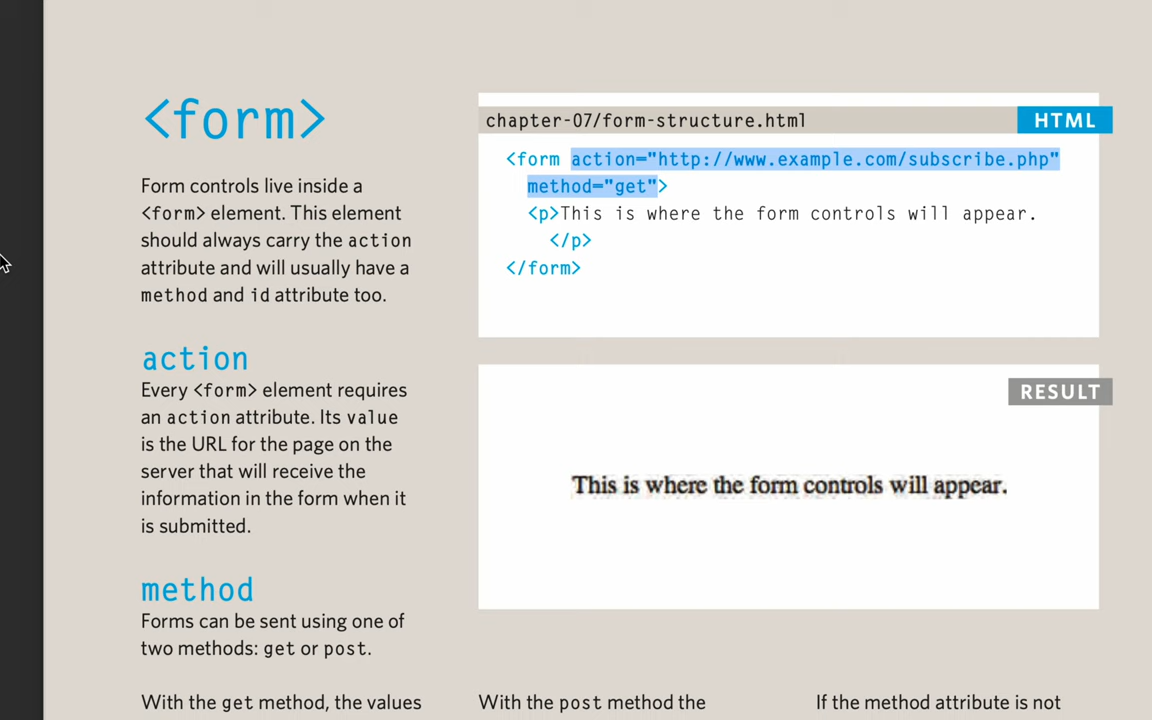 <form>
Form controls live inside a
<form> element. This element
should always carry the action
attribute and will usually have a
method and id attribute too.
action
Every <form> element requires
an action attribute. Its value
is the URL for the page on the
server that will receive the
information in the form when it
is submitted.
method
Forms can be sent using one of
two methods: get or post.
With the get method, the values
chapter-07/form-structure.html
HTML
<form action="http://www.example.com/subscribe.php"
method="get">
<p>This is where the form controls will appear.
</p>
</form>
RESULT
This is where the form controls will appear.
With the post method the
If the method attribute is not